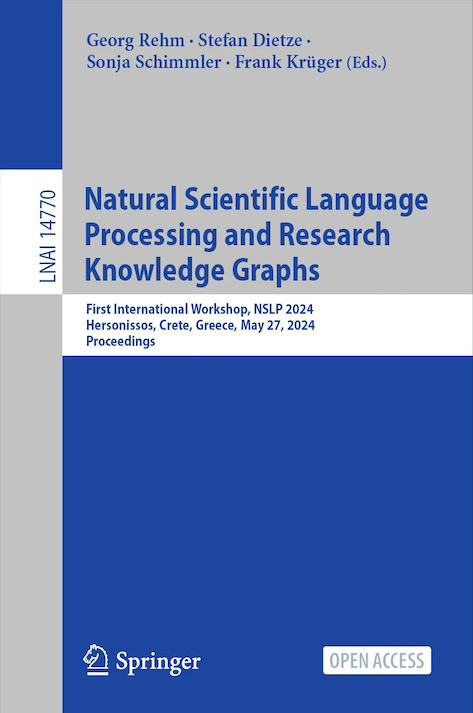 Georg Rehm · Stefan Dietze ·
Sonja Schimmler · Frank Krüger (Eds.)
LNAI 14770
Natural Scientific Language
Processing and Research
Knowledge Graphs
First International Workshop, NSLP 2024
Hersonissos, Crete, Greece, May 27, 2024
Proceedings
Springer
OPEN ACCESS